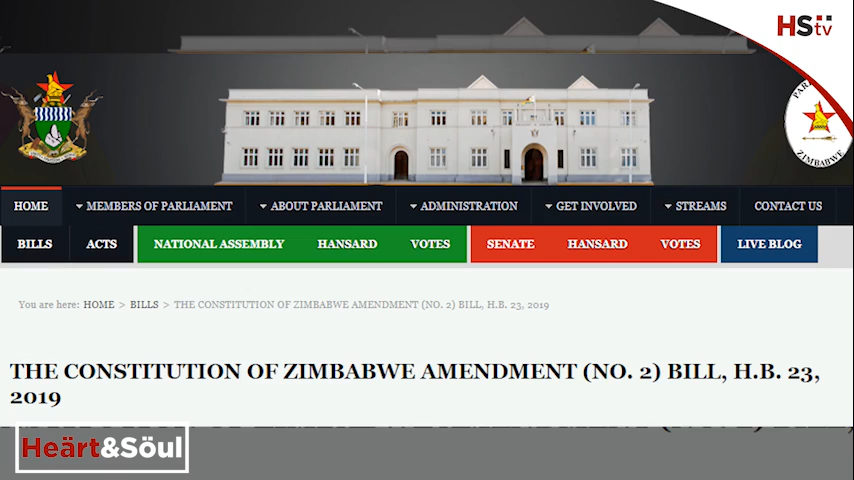 HStv
PARL
ZIMBABWE
HOME MEMBERS OF PARLIAMENT ABOUT PARLIAMENT ADMINISTRATION GET INVOLVED STREAMS CONTACT US
BILLS ACTS NATIONAL ASSEMBLY HANSARD VOTES SENATE HANSARD VOTES LIVE BLOG
You are here: HOME > BILLS > THE CONSTITUTION OF ZIMBABWE AMENDMENT (NO. 2) BILL, H.B. 23, 2019
THE CONSTITUTION OF ZIMBABWE AMENDMENT (NO. 2) BILL, H.B. 23,
2019
Heärt&Söul